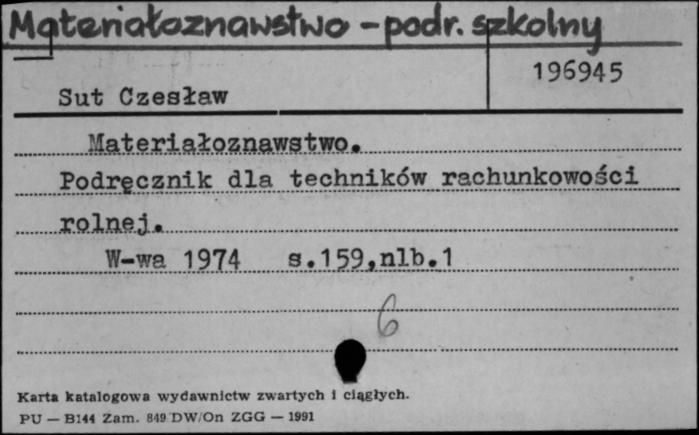 Materiałoznawstwo – podr. szkolny
196945
Sut Czesław
Materiałoznawstwo.
Podręcznik dla techników rachunkowości
rolnej.
W-wa 1974 s.159,nlb.1
6
Karta katalogowa wydawnictw zwartych i ciągłych.
PU — B144 Zam. 849 DW/On ZGG — 1991